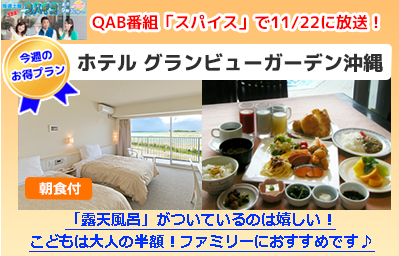 QAB番組「スパイス」で11/22に放送！
今週の
お得プラン
ホテル グランビューガーデン沖縄
朝食付
「露天風呂」がついているのは嬉しい！
こどもは大人の半額！ファミリーにおすすめです♪